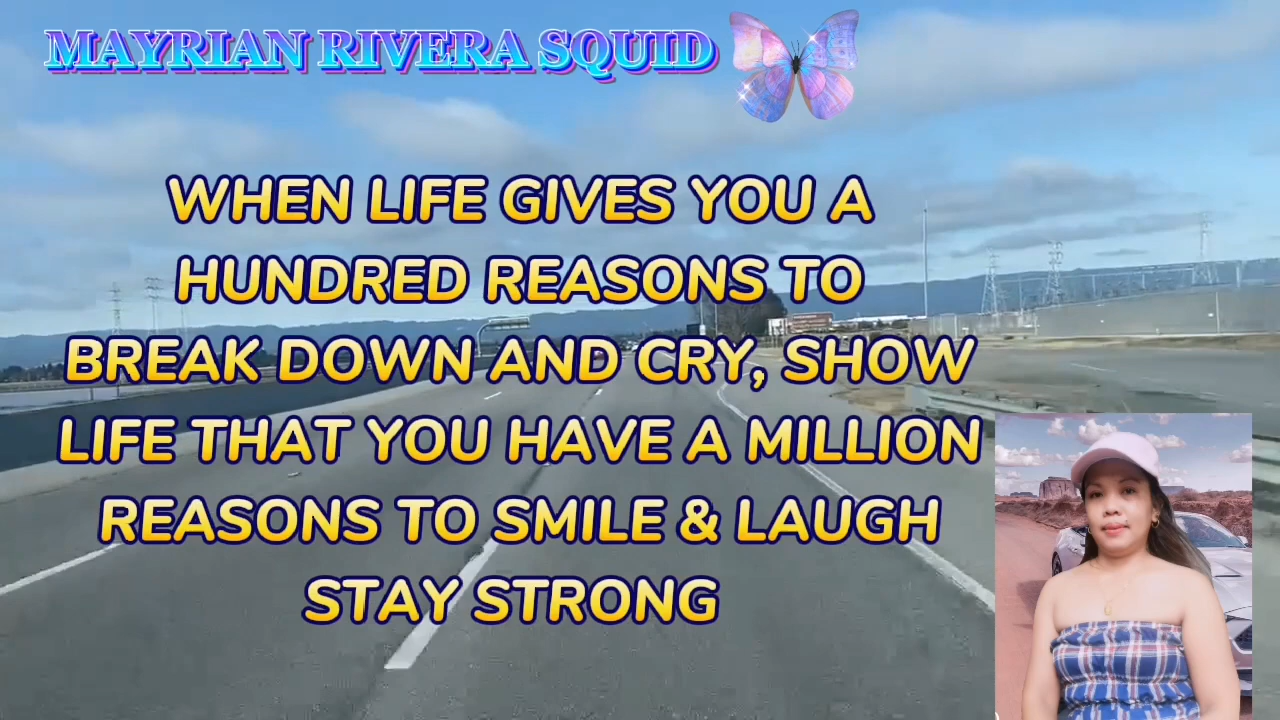 MAYRIAN RIVERA SQUID
WHEN LIFE GIVES YOU A
HUNDRED REASONS TO
BREAK DOWN AND CRY, SHOW
LIFE THAT YOU HAVE A MILLION
REASONS TO SMILE & LAUGH
STAY STRONG